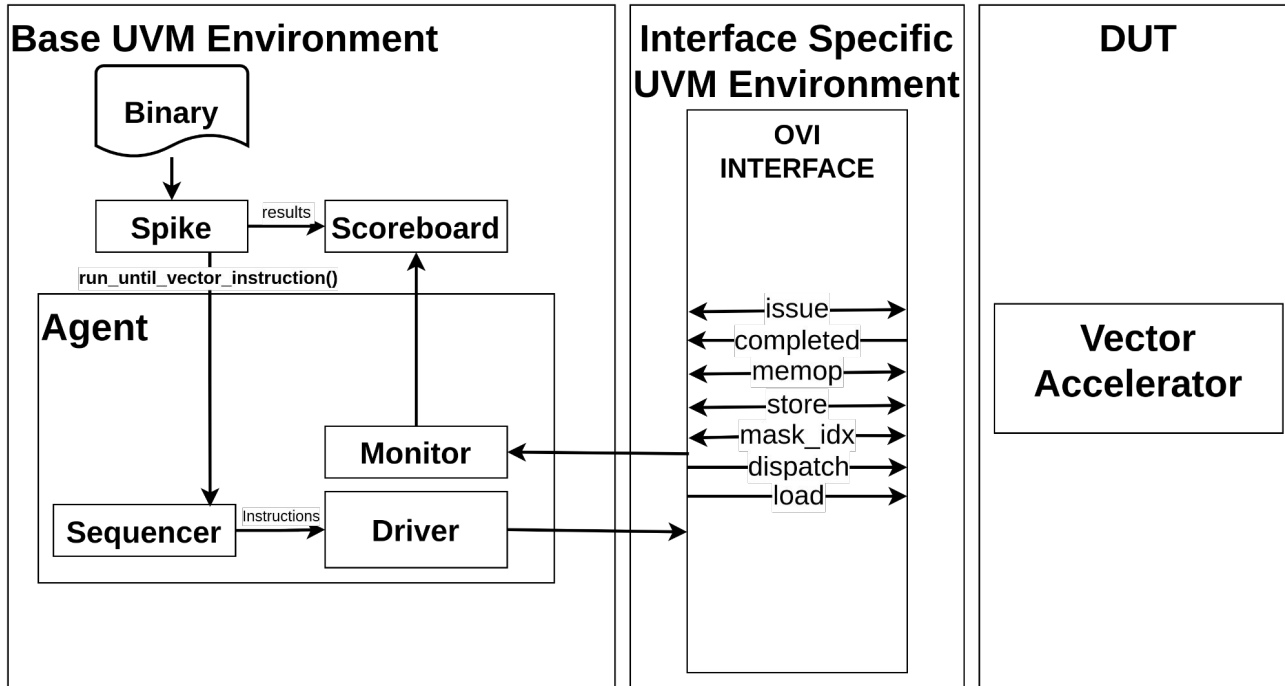 Base UVM Environment
Binary
Spike
results
Scoreboard
run_until_vector_instruction()
Agent
Monitor
Sequencer
Instructions
Driver
Interface Specific
UVM Environment
OVI
INTERFACE
issue
completed
memop
store
mask_idx
dispatch
load
DUT
Vector
Accelerator